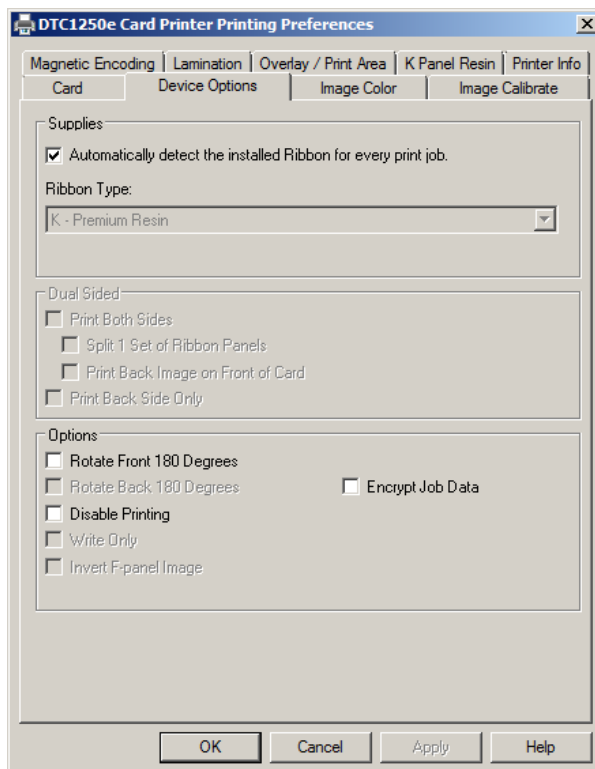 DTC1250e Card Printer Printing Preferences
Magnetic Encoding Lamination Overlay / Print Area K Panel Resin Printer Info
Card Device Options Image Color Image Calibrate
Supplies
Automatically detect the installed Ribbon for every print job.
Ribbon Type:
K - Premium Resin
Dual Sided
Print Both Sides
Split 1 Set of Ribbon Panels
Print Back Image on Front of Card
Print Back Side Only
Options
Rotate Front 180 Degrees
Rotate Back 180 Degrees Encrypt Job Data
Disable Printing
Write Only
Invert F-panel Image
OK Cancel Apply Help